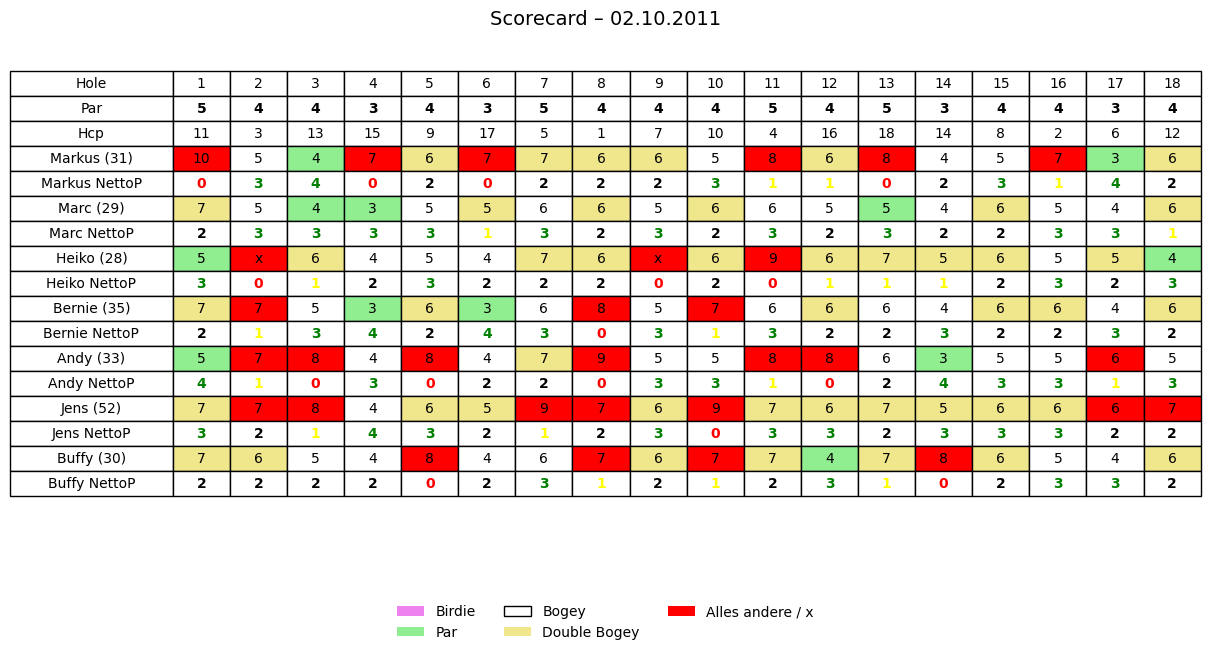 Scorecard – 02.10.2011
Hole 1 2 3 4 5 6 7 8 9 10 11 12 13 14 15 16 17 18
Par 5 4 4 3 4 3 5 4 4 4 5 4 5 3 4 4 3 4
Hcp 11 3 13 15 9 17 5 1 7 10 4 16 18 14 8 2 6 12
Markus (31) 10 5 4 7 6 7 7 6 6 5 8 6 8 4 5 7 3 6
Markus NettoP 0 3 4 0 2 0 2 2 2 3 1 1 0 2 3 1 4 2
Marc (29) 7 5 4 3 5 5 6 6 5 6 6 5 5 4 6 5 4 6
Marc NettoP 2 3 3 3 3 1 3 2 3 2 3 2 3 2 2 3 3 1
Heiko (28) 5 x 6 4 5 4 7 6 x 6 9 6 7 5 6 5 5 4
Heiko NettoP 3 0 1 2 3 2 2 2 0 2 0 1 1 1 2 3 2 3
Bernie (35) 7 7 5 3 6 3 6 8 5 7 6 6 6 4 6 6 4 6
Bernie NettoP 2 1 3 4 2 4 3 0 3 1 3 2 2 3 2 2 3 2
Andy (33) 5 7 8 4 8 4 7 9 5 5 8 8 6 3 5 5 6 5
Andy NettoP 4 1 0 3 0 2 2 0 3 3 1 0 2 4 3 3 1 3
Jens (52) 7 7 8 4 6 5 9 7 6 9 7 6 7 5 6 6 6 7
Jens NettoP 3 2 1 4 3 2 1 2 3 0 3 3 2 3 3 3 2 2
Buffy (30) 7 6 5 4 8 4 6 7 6 7 7 4 7 8 6 5 4 6
Buffy NettoP 2 2 2 2 0 2 3 1 2 1 2 3 1 0 2 3 3 2
Birdie Bogey Alles andere / x
Par Double Bogey